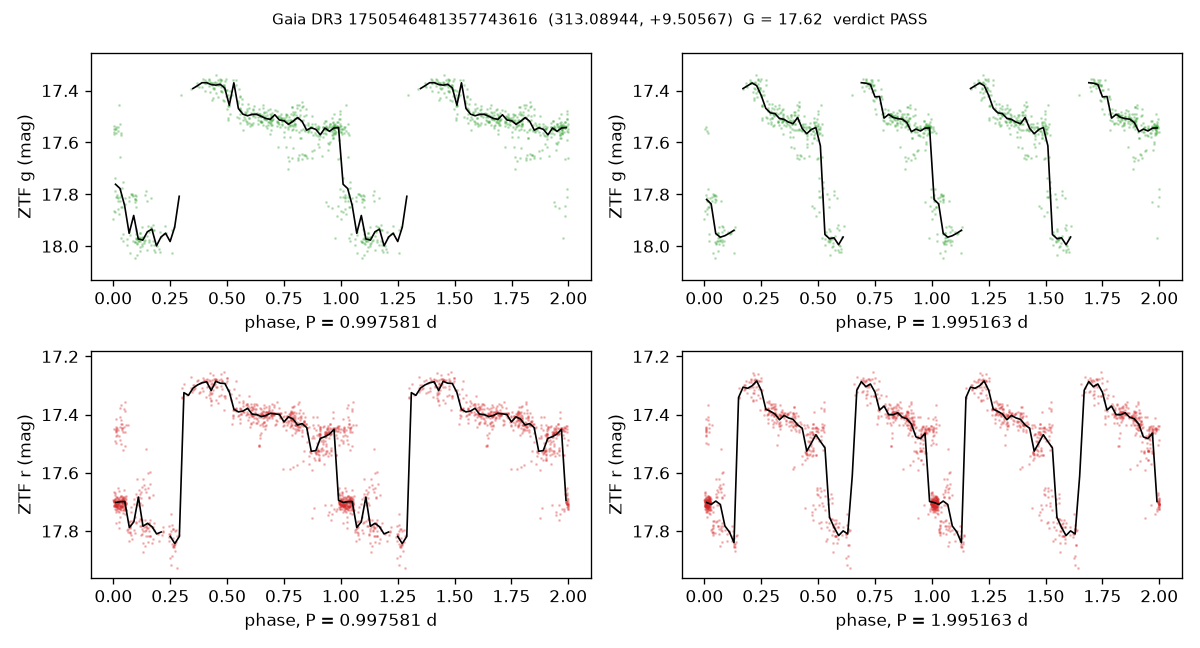 Gaia DR3 1750546481357743616  (313.08944, +9.50567)  G = 17.62  verdict PASS
ZTF g (mag)
17.4
17.6
17.8
18.0
0.00 0.25 0.50 0.75 1.00 1.25 1.50 1.75 2.00
phase, P = 0.997581 d
ZTF g (mag)
17.4
17.6
17.8
18.0
0.00 0.25 0.50 0.75 1.00 1.25 1.50 1.75 2.00
phase, P = 1.995163 d
ZTF r (mag)
17.2
17.4
17.6
17.8
0.00 0.25 0.50 0.75 1.00 1.25 1.50 1.75 2.00
phase, P = 0.997581 d
ZTF r (mag)
17.2
17.4
17.6
17.8
0.00 0.25 0.50 0.75 1.00 1.25 1.50 1.75 2.00
phase, P = 1.995163 d